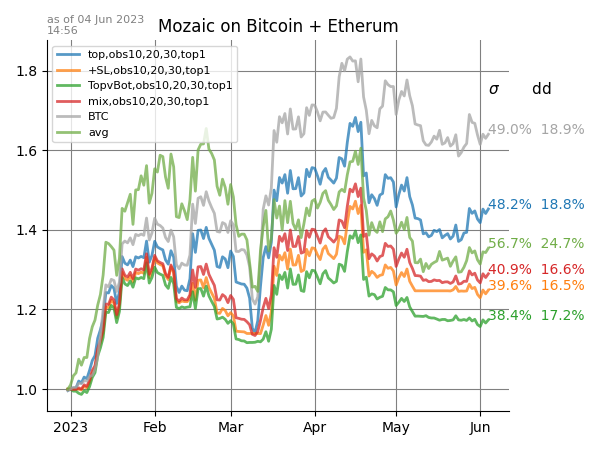 as of 04 Jun 2023
14:56
Mozaic on Bitcoin + Etherum
top,obs10,20,30,top1
+SL,obs10,20,30,top1
TopvBot,obs10,20,30,top1
mix,obs10,20,30,top1
BTC
avg
σ dd
49.0% 18.9%
48.2% 18.8%
56.7% 24.7%
40.9% 16.6%
39.6% 16.5%
38.4% 17.2%
1.8
1.6
1.4
1.2
1.0
2023 Feb Mar Apr May Jun